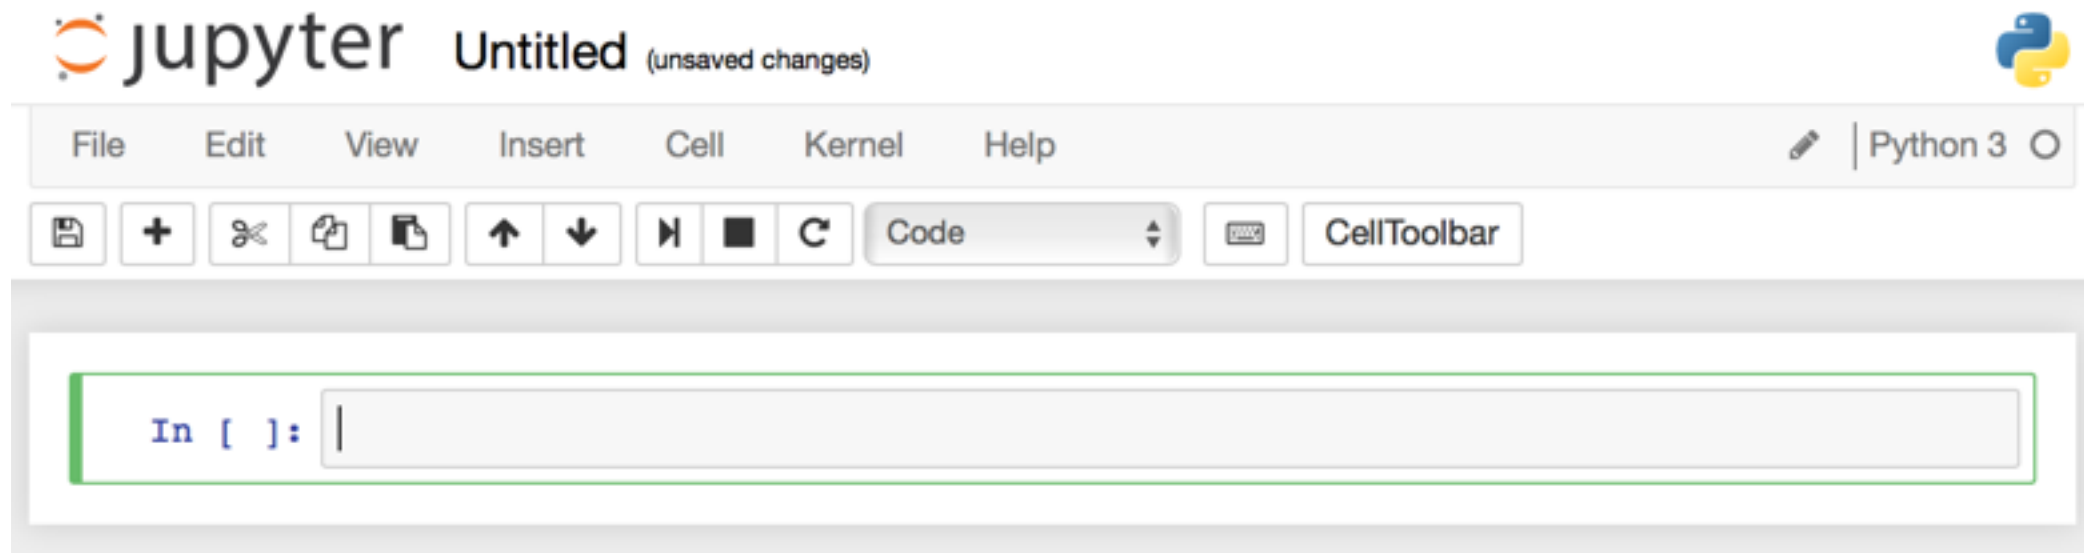 jupyter Untitled (unsaved changes)
File Edit View Insert Cell Kernel Help Python 3
Code CellToolbar
In [ ]: